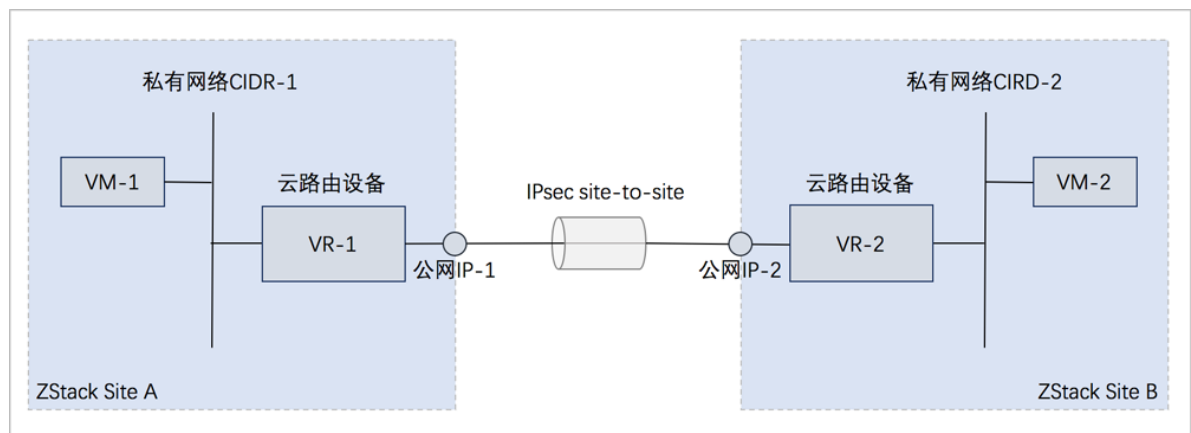 私有网络CIDR-1
私有网络CIRD-2
VM-1
云路由设备
IPsec site-to-site
云路由设备
VM-2
VR-1
VR-2
公网IP-1
公网IP-2
ZStack Site A
ZStack Site B